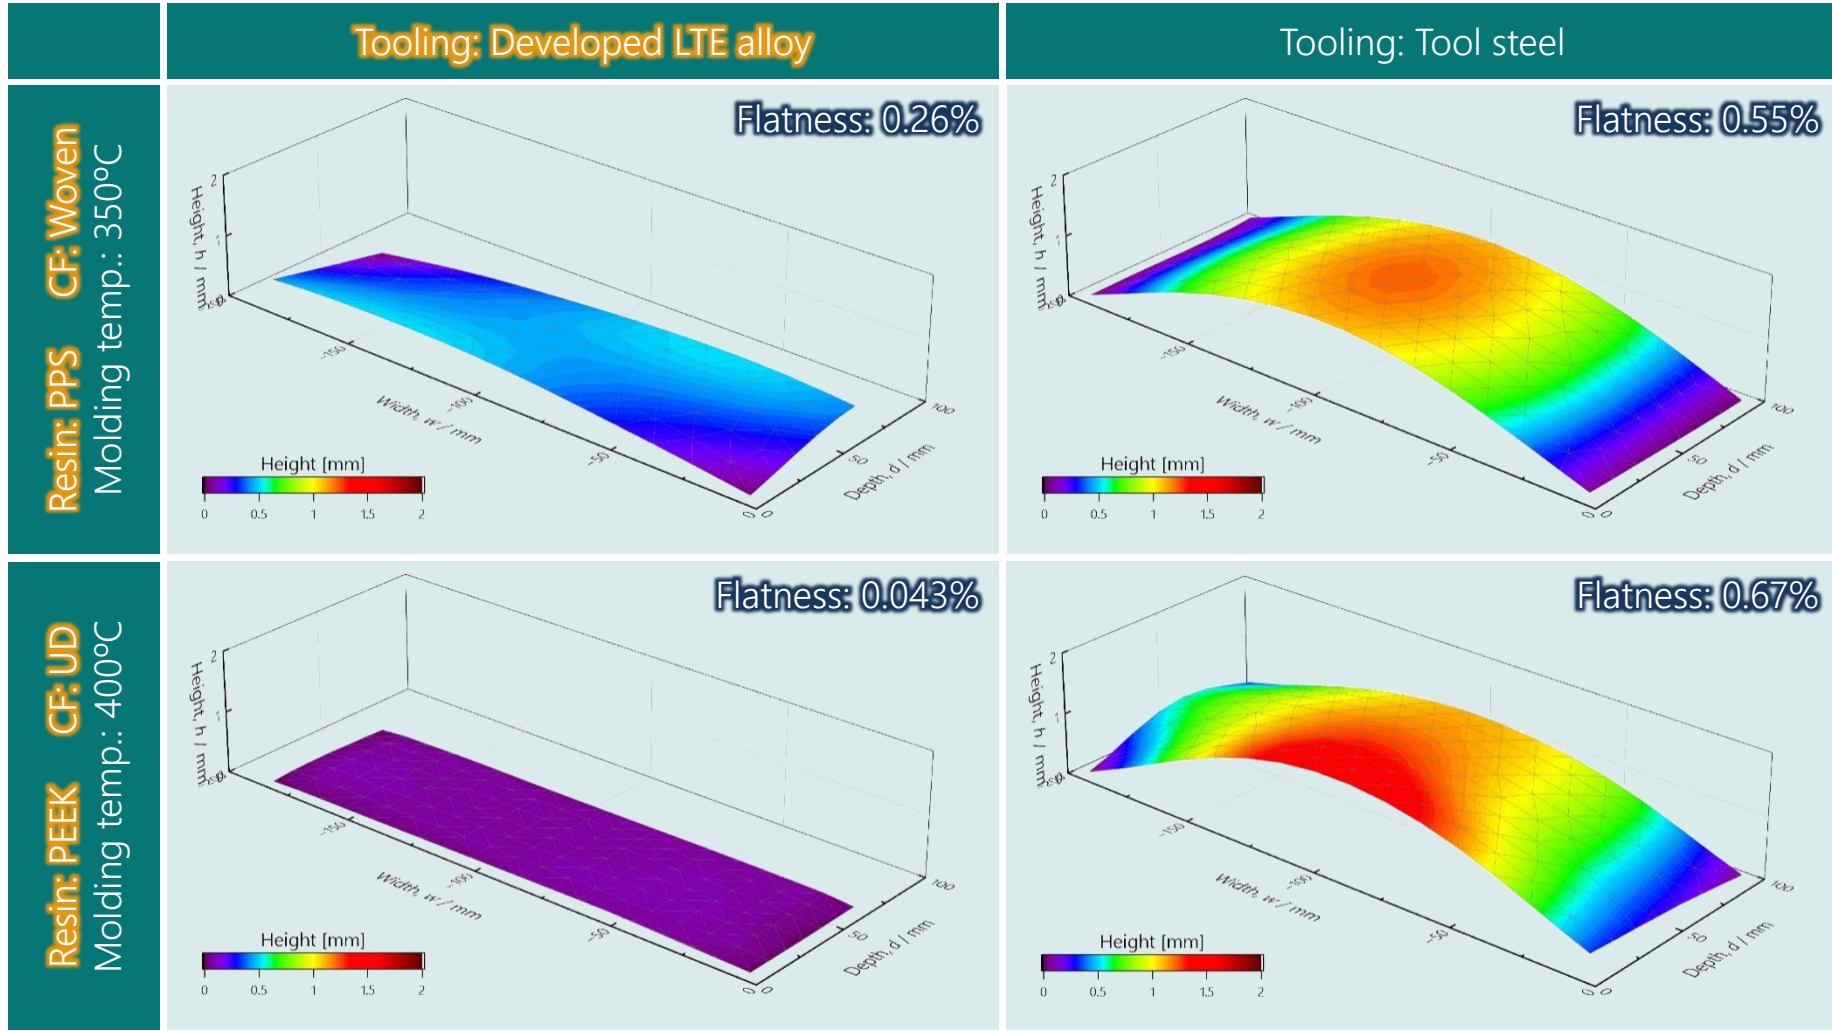 Tooling: Developed LTE alloy
Tooling: Tool steel
Resin: PPS CF: Woven
Molding temp.: 350ºC
Flatness: 0.26%
Height, h / mm
2
1
-150
-100
-50
0
Width, w / mm
0
50
100
Depth, d / mm
Height [mm]
0 0.5 1 1.5 2
Flatness: 0.55%
Height, h / mm
2
1
-150
-100
-50
0
Width, w / mm
0
50
100
Depth, d / mm
Height [mm]
0 0.5 1 1.5 2
Resin: PEEK CF: UD
Molding temp.: 400ºC
Flatness: 0.043%
Height, h / mm
2
1
-150
-100
-50
0
Width, w / mm
0
50
100
Depth, d / mm
Height [mm]
0 0.5 1 1.5 2
Flatness: 0.67%
Height, h / mm
2
1
-150
-100
-50
0
Width, w / mm
0
50
100
Depth, d / mm
Height [mm]
0 0.5 1 1.5 2